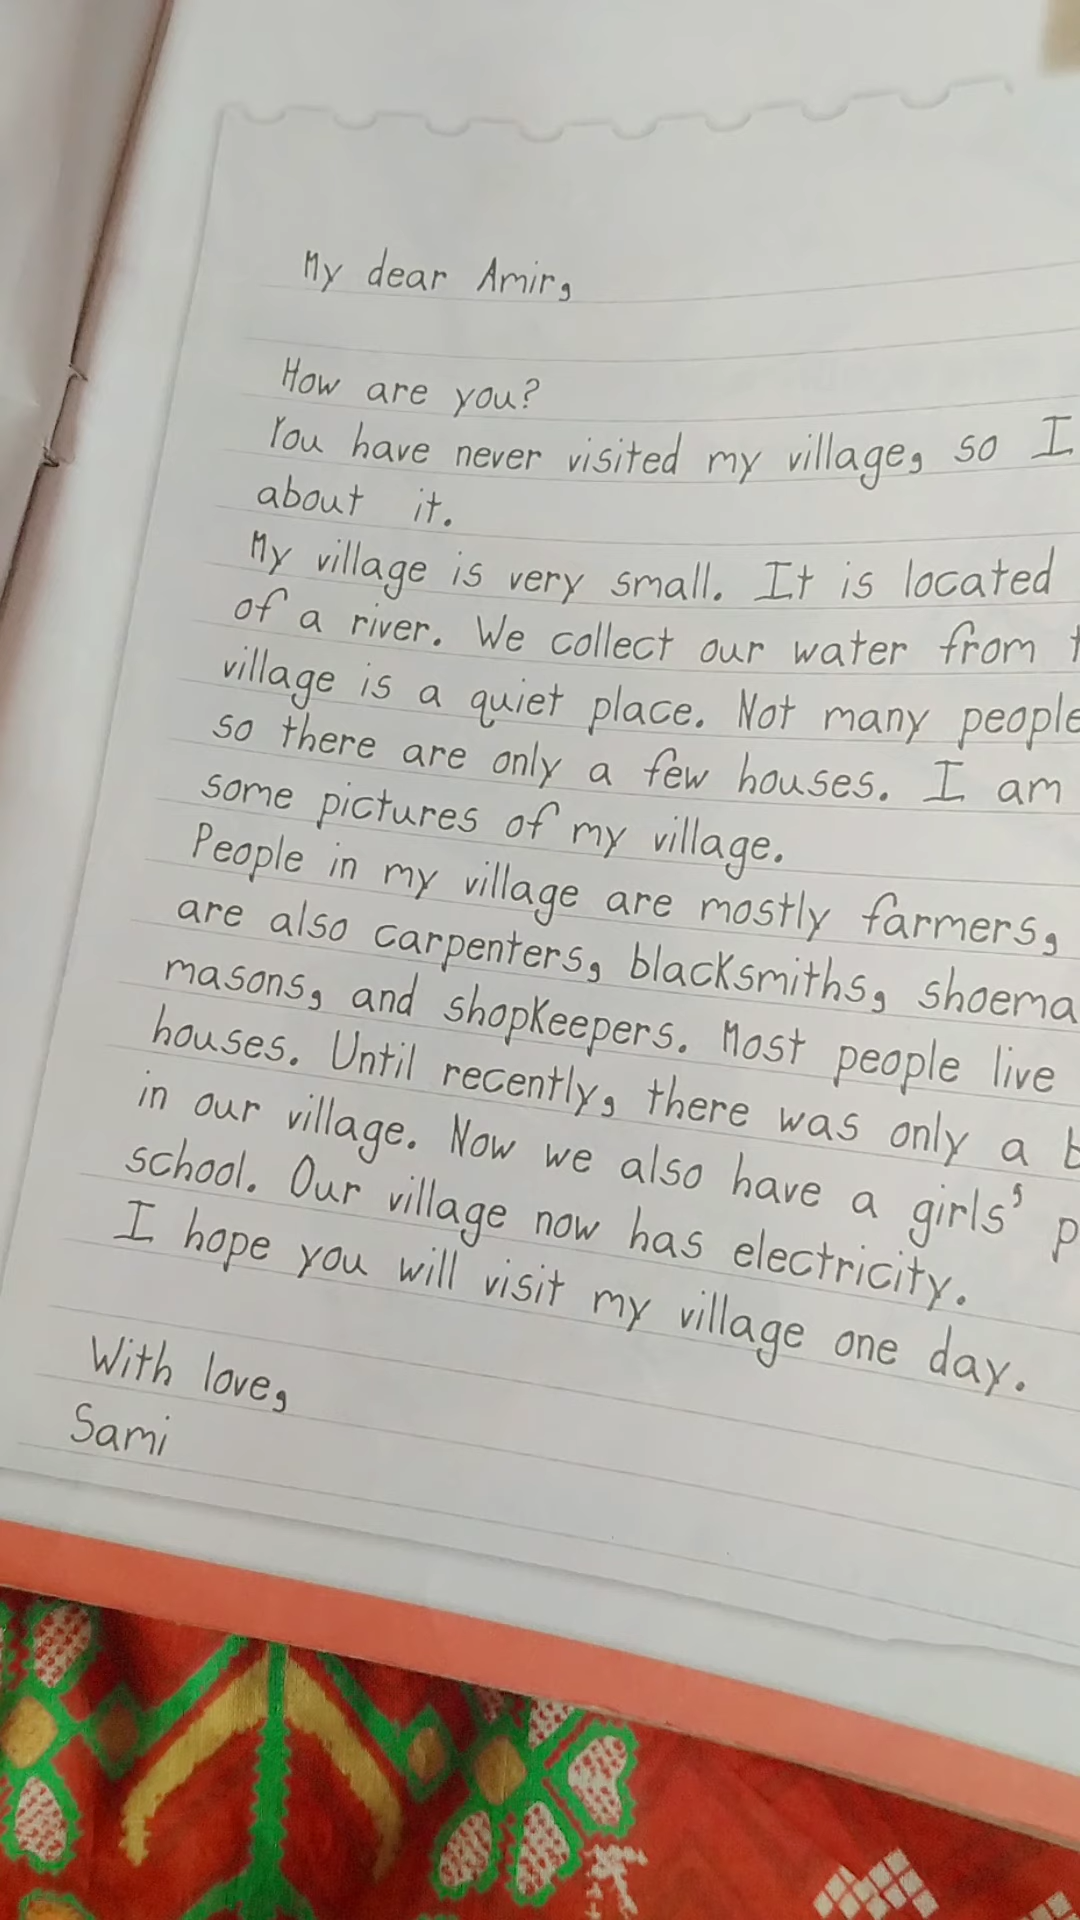 My dear Amir,
How are you?
You have never visited my village, so I
about it.
My village is very small. It is located
of a river. We collect our water from
village is a quiet place. Not many people
so there are only a few houses. I am
some pictures of my village.
People in my village are mostly farmers,
are also carpenters, blacksmiths, shoema
masons, and shopkeepers. Most people live
houses. Until recently, there was only a b
in our village. Now we also have a girls' p
school. Our village now has electricity.
I hope you will visit my village one day.
With love,
Sami